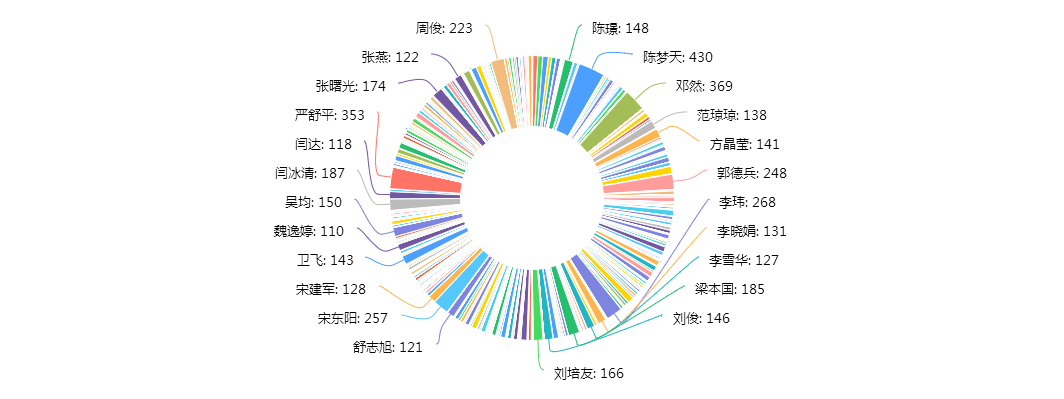 周俊: 223
陈璟: 148
张燕: 122
陈梦天: 430
张曙光: 174
邓然: 369
严舒平: 353
范琼琼: 138
闫达: 118
方晶莹: 141
闫冰清: 187
郭德兵: 248
吴均: 150
李玮: 268
魏逸婷: 110
李晓娟: 131
卫飞: 143
李雪华: 127
宋建军: 128
梁本国: 185
宋东阳: 257
刘俊: 146
舒志旭: 121
刘培友: 166